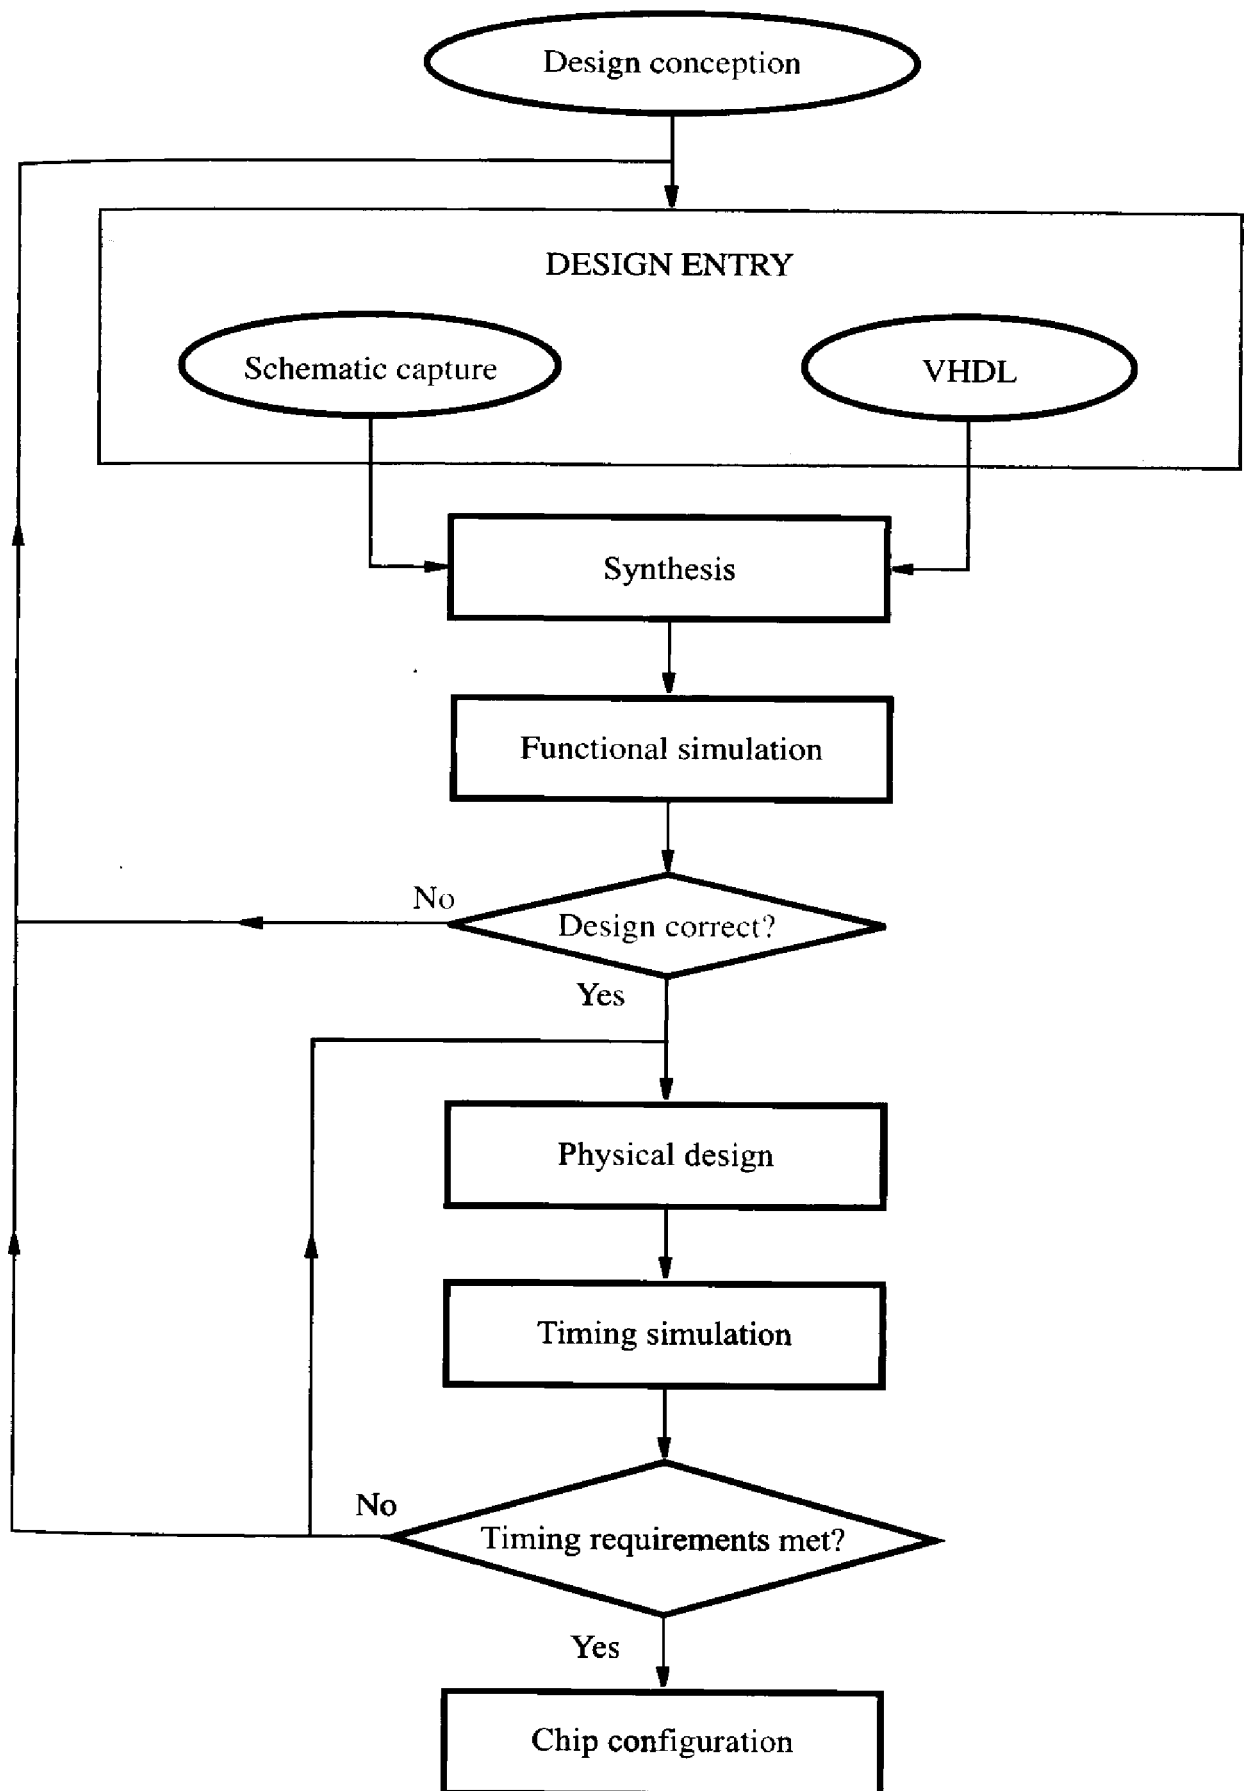 Design conception
DESIGN ENTRY
Schematic capture
VHDL
Synthesis
Functional simulation
No
Design correct?
Yes
Physical design
Timing simulation
No
Timing requirements met?
Yes
Chip configuration